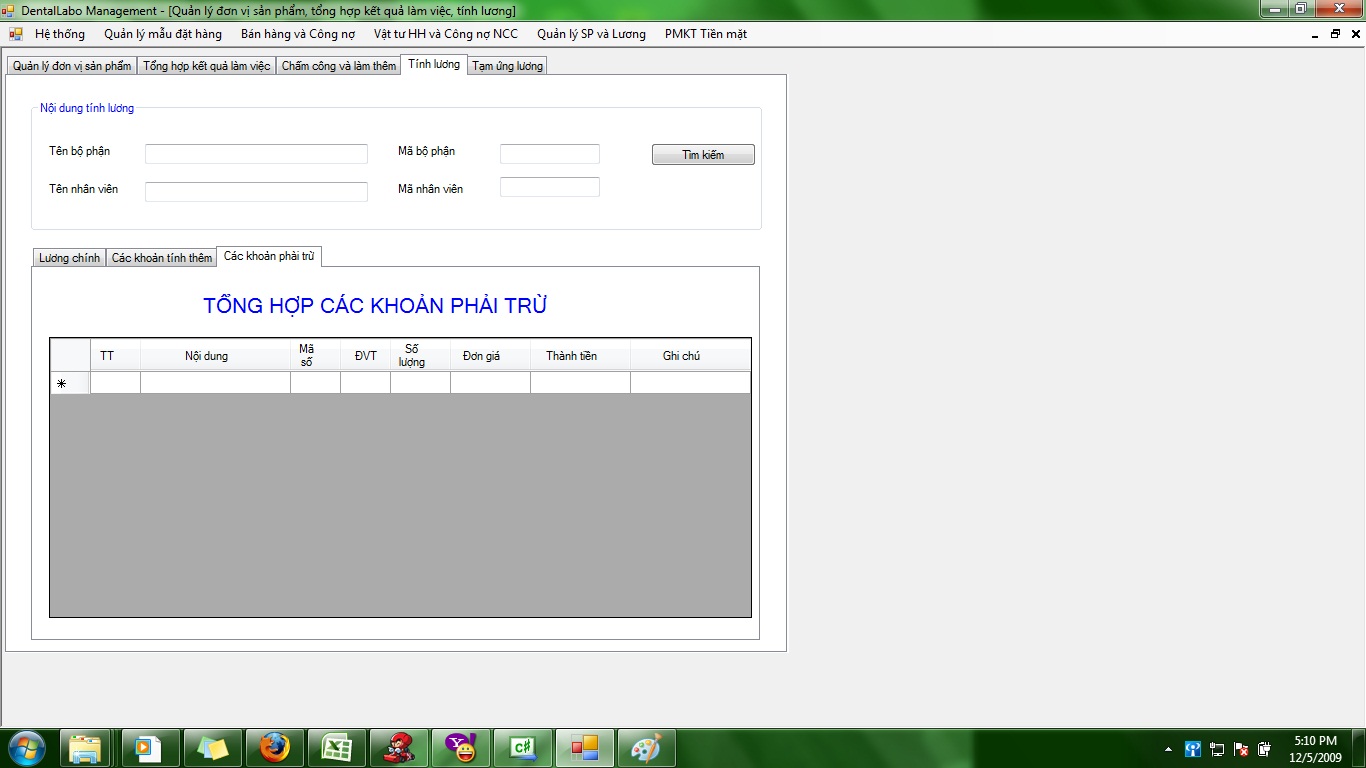 DentalLabo Management - [Quản lý đơn vị sản phẩm, tổng hợp kết quả làm việc, tính lương]
Hệ thống Quản lý mẫu đặt hàng Bán hàng và Công nợ Vật tư HH và Công nợ NCC Quản lý SP và Lương PMKT Tiền mặt
Quản lý đơn vị sản phẩm Tổng hợp kết quả làm việc Chấm công và làm thêm Tính lương Tạm ứng lương
Nội dung tính lương
Tên bộ phận Mã bộ phận Tìm kiếm
Tên nhân viên Mã nhân viên
Lương chính Các khoản tính thêm Các khoản phải trừ
TỔNG HỢP CÁC KHOẢN PHẢI TRỪ
TT Nội dung Mã số ĐVT Số lượng Đơn giá Thành tiền Ghi chú
C#
5:10 PM
12/5/2009